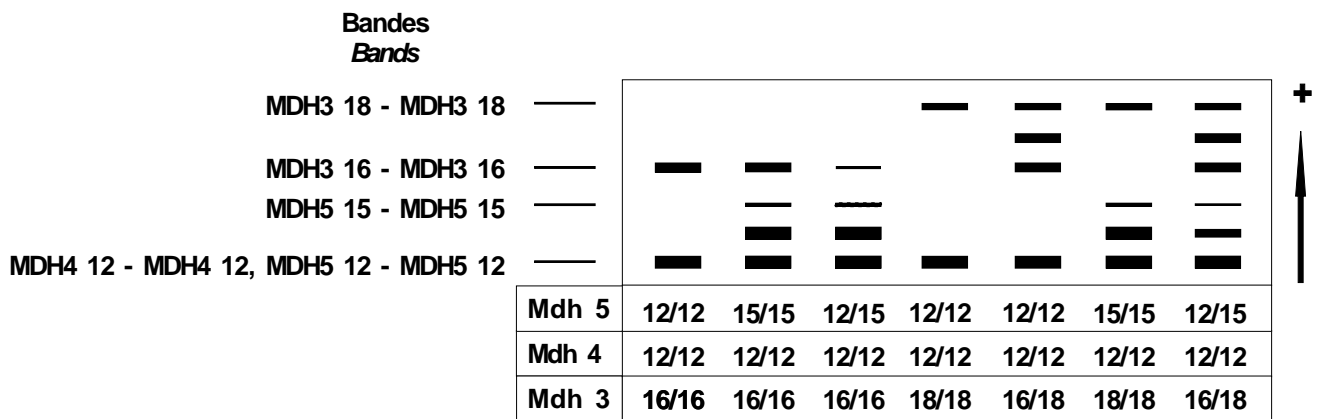 Bandes
Bands
MDH3 18 - MDH3 18
+
MDH3 16 - MDH3 16
MDH5 15 - MDH5 15
MDH4 12 - MDH4 12, MDH5 12 - MDH5 12
Mdh 5 12/12 15/15 12/15 12/12 12/12 15/15 12/15
Mdh 4 12/12 12/12 12/12 12/12 12/12 12/12 12/12
Mdh 3 16/16 16/16 16/16 18/18 16/18 18/18 16/18